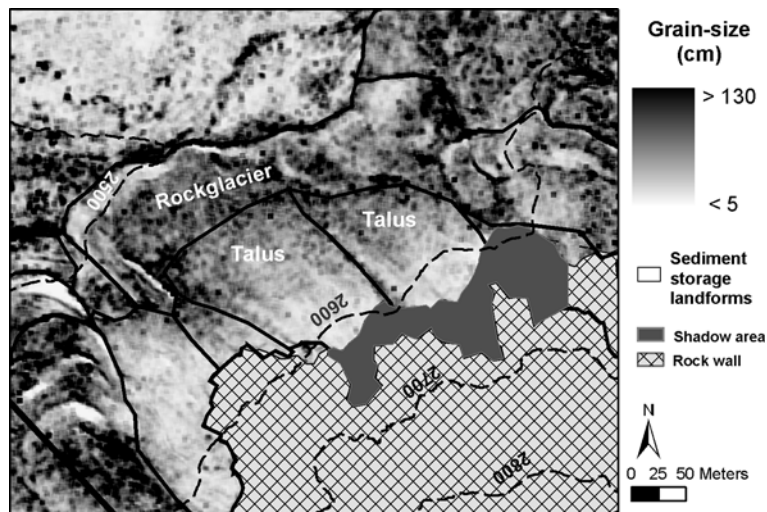 Grain-size
(cm)
> 130
< 5
Sediment
storage
landforms
Shadow area
Rock wall
N
0 25 50 Meters
2500
Rockglacier
Talus
Talus
2600
2700
2800